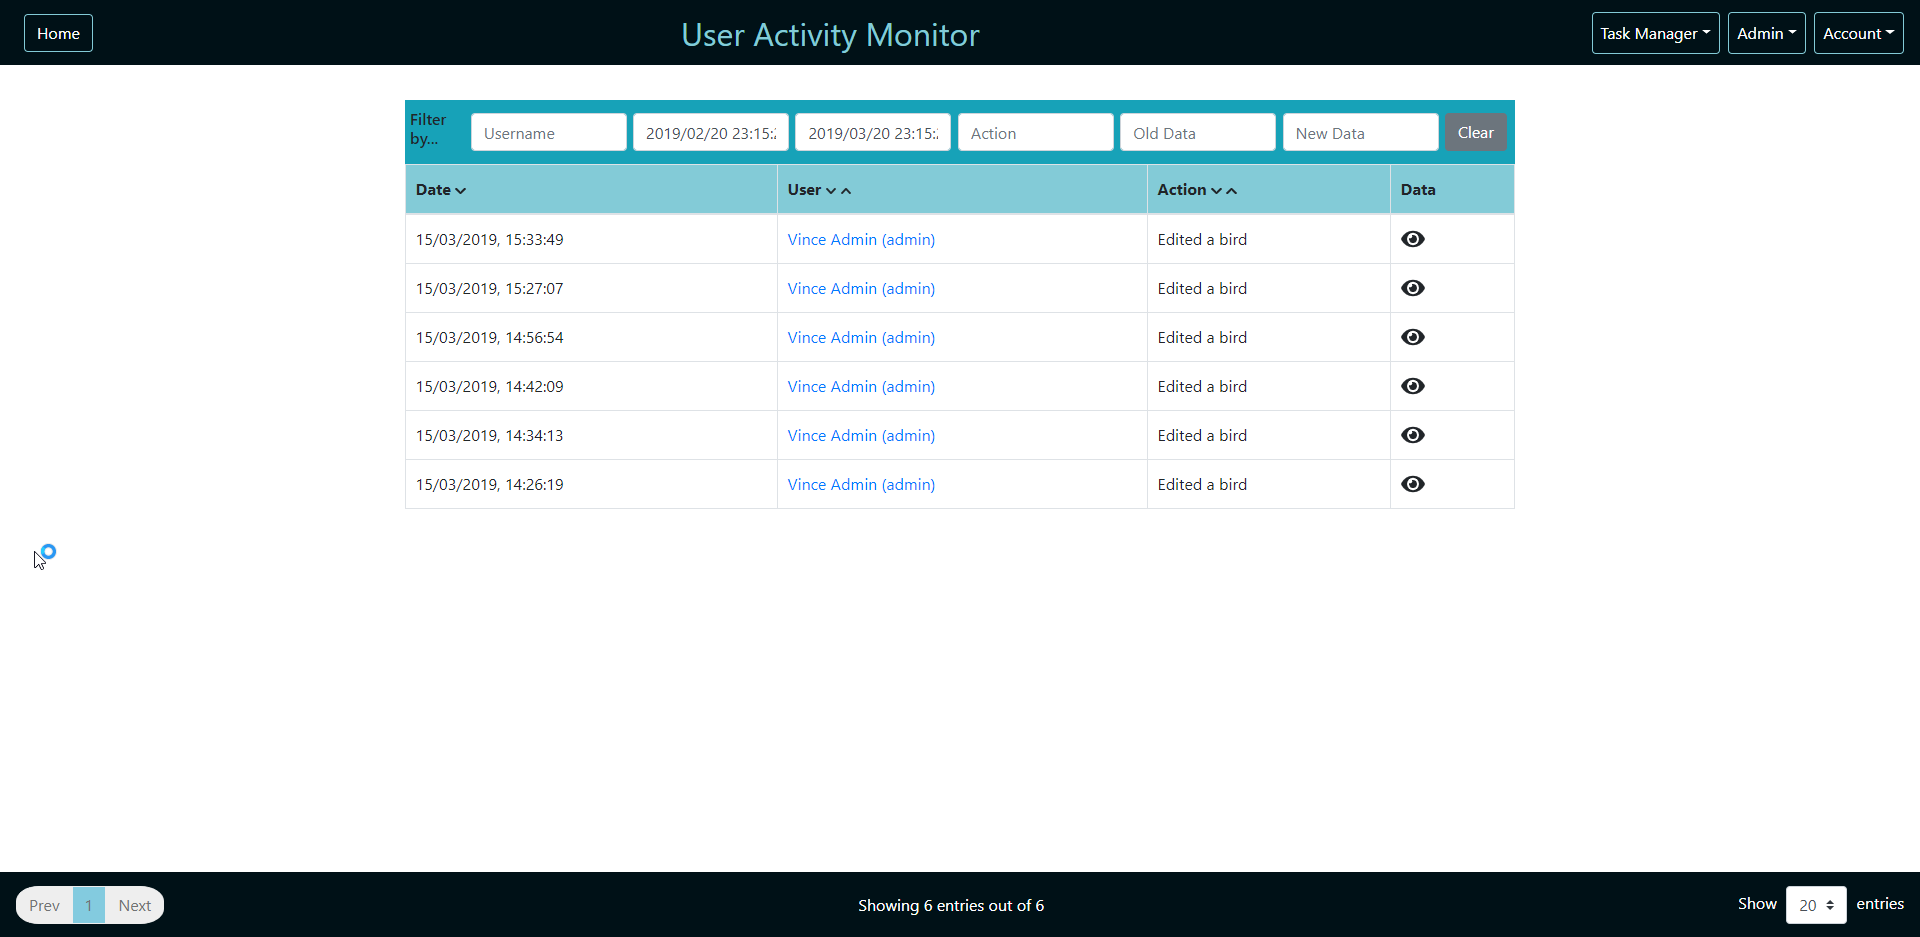 Home
User Activity Monitor
Task Manager
Admin
Account
Filter by...
Username
2019/02/20 23:15:
2019/03/20 23:15:
Action
Old Data
New Data
Clear
Date
User
Action
Data
15/03/2019, 15:33:49 Vince Admin (admin) Edited a bird
15/03/2019, 15:27:07 Vince Admin (admin) Edited a bird
15/03/2019, 14:56:54 Vince Admin (admin) Edited a bird
15/03/2019, 14:42:09 Vince Admin (admin) Edited a bird
15/03/2019, 14:34:13 Vince Admin (admin) Edited a bird
15/03/2019, 14:26:19 Vince Admin (admin) Edited a bird
Prev 1 Next
Showing 6 entries out of 6
Show 20 entries